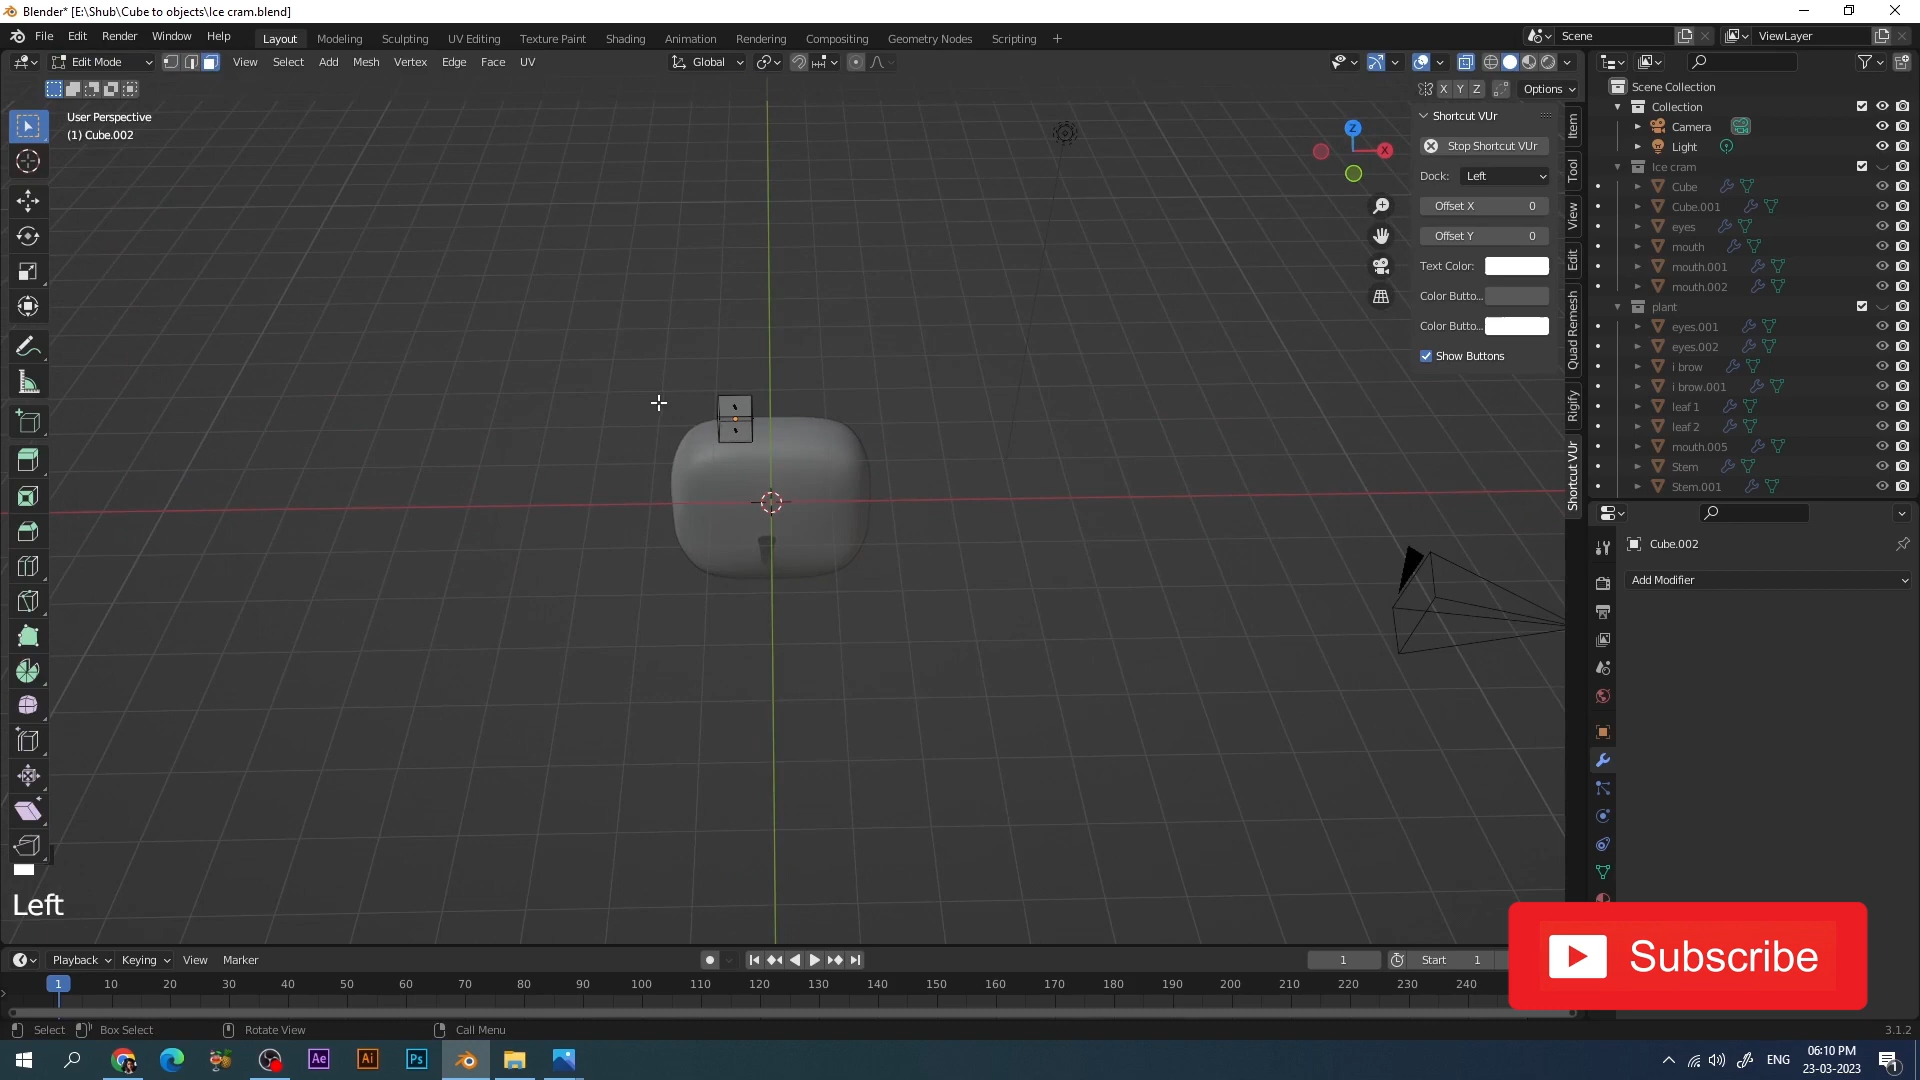 Blender* [E:\Shub\Cube to objects\Ice cram.blend]
File Edit Render Window Help Layout Modeling Sculpting UV Editing Texture Paint Shading Animation Rendering Compositing Geometry Nodes Scripting + Scene ViewLayer
Edit Mode View Select Add Mesh Vertex Edge Face UV Global
X Y Z Options
User Perspective
(1) Cube.002
Z
X
Shortcut VUr
Stop Shortcut VUr
Dock: Left
Offset X 0
Offset Y 0
Text Color:
Color Butto...
Color Butto...
Show Buttons
Item
Tool
View
Edit
Quad Remesh
Rigify
Shortcut VUr
Scene Collection
Collection
Camera
Light
Ice cram
Cube
Cube.001
eyes
mouth
mouth.001
mouth.002
plant
eyes.001
eyes.002
i brow
i brow.001
leaf 1
leaf 2
mouth.005
Stem
Stem.001
Cube.002
Add Modifier
Left
Subscribe
Playback Keying View Marker 1 Start 1
1 10 20 30 40 50 60 70 80 90 100 110 120 130 140 150 160 170 180 190 200 210 220 230 240
Select Box Select Rotate View Call Menu 3.1.2
Ae Ai Ps ENG 06:10 PM
23-03-2023 1